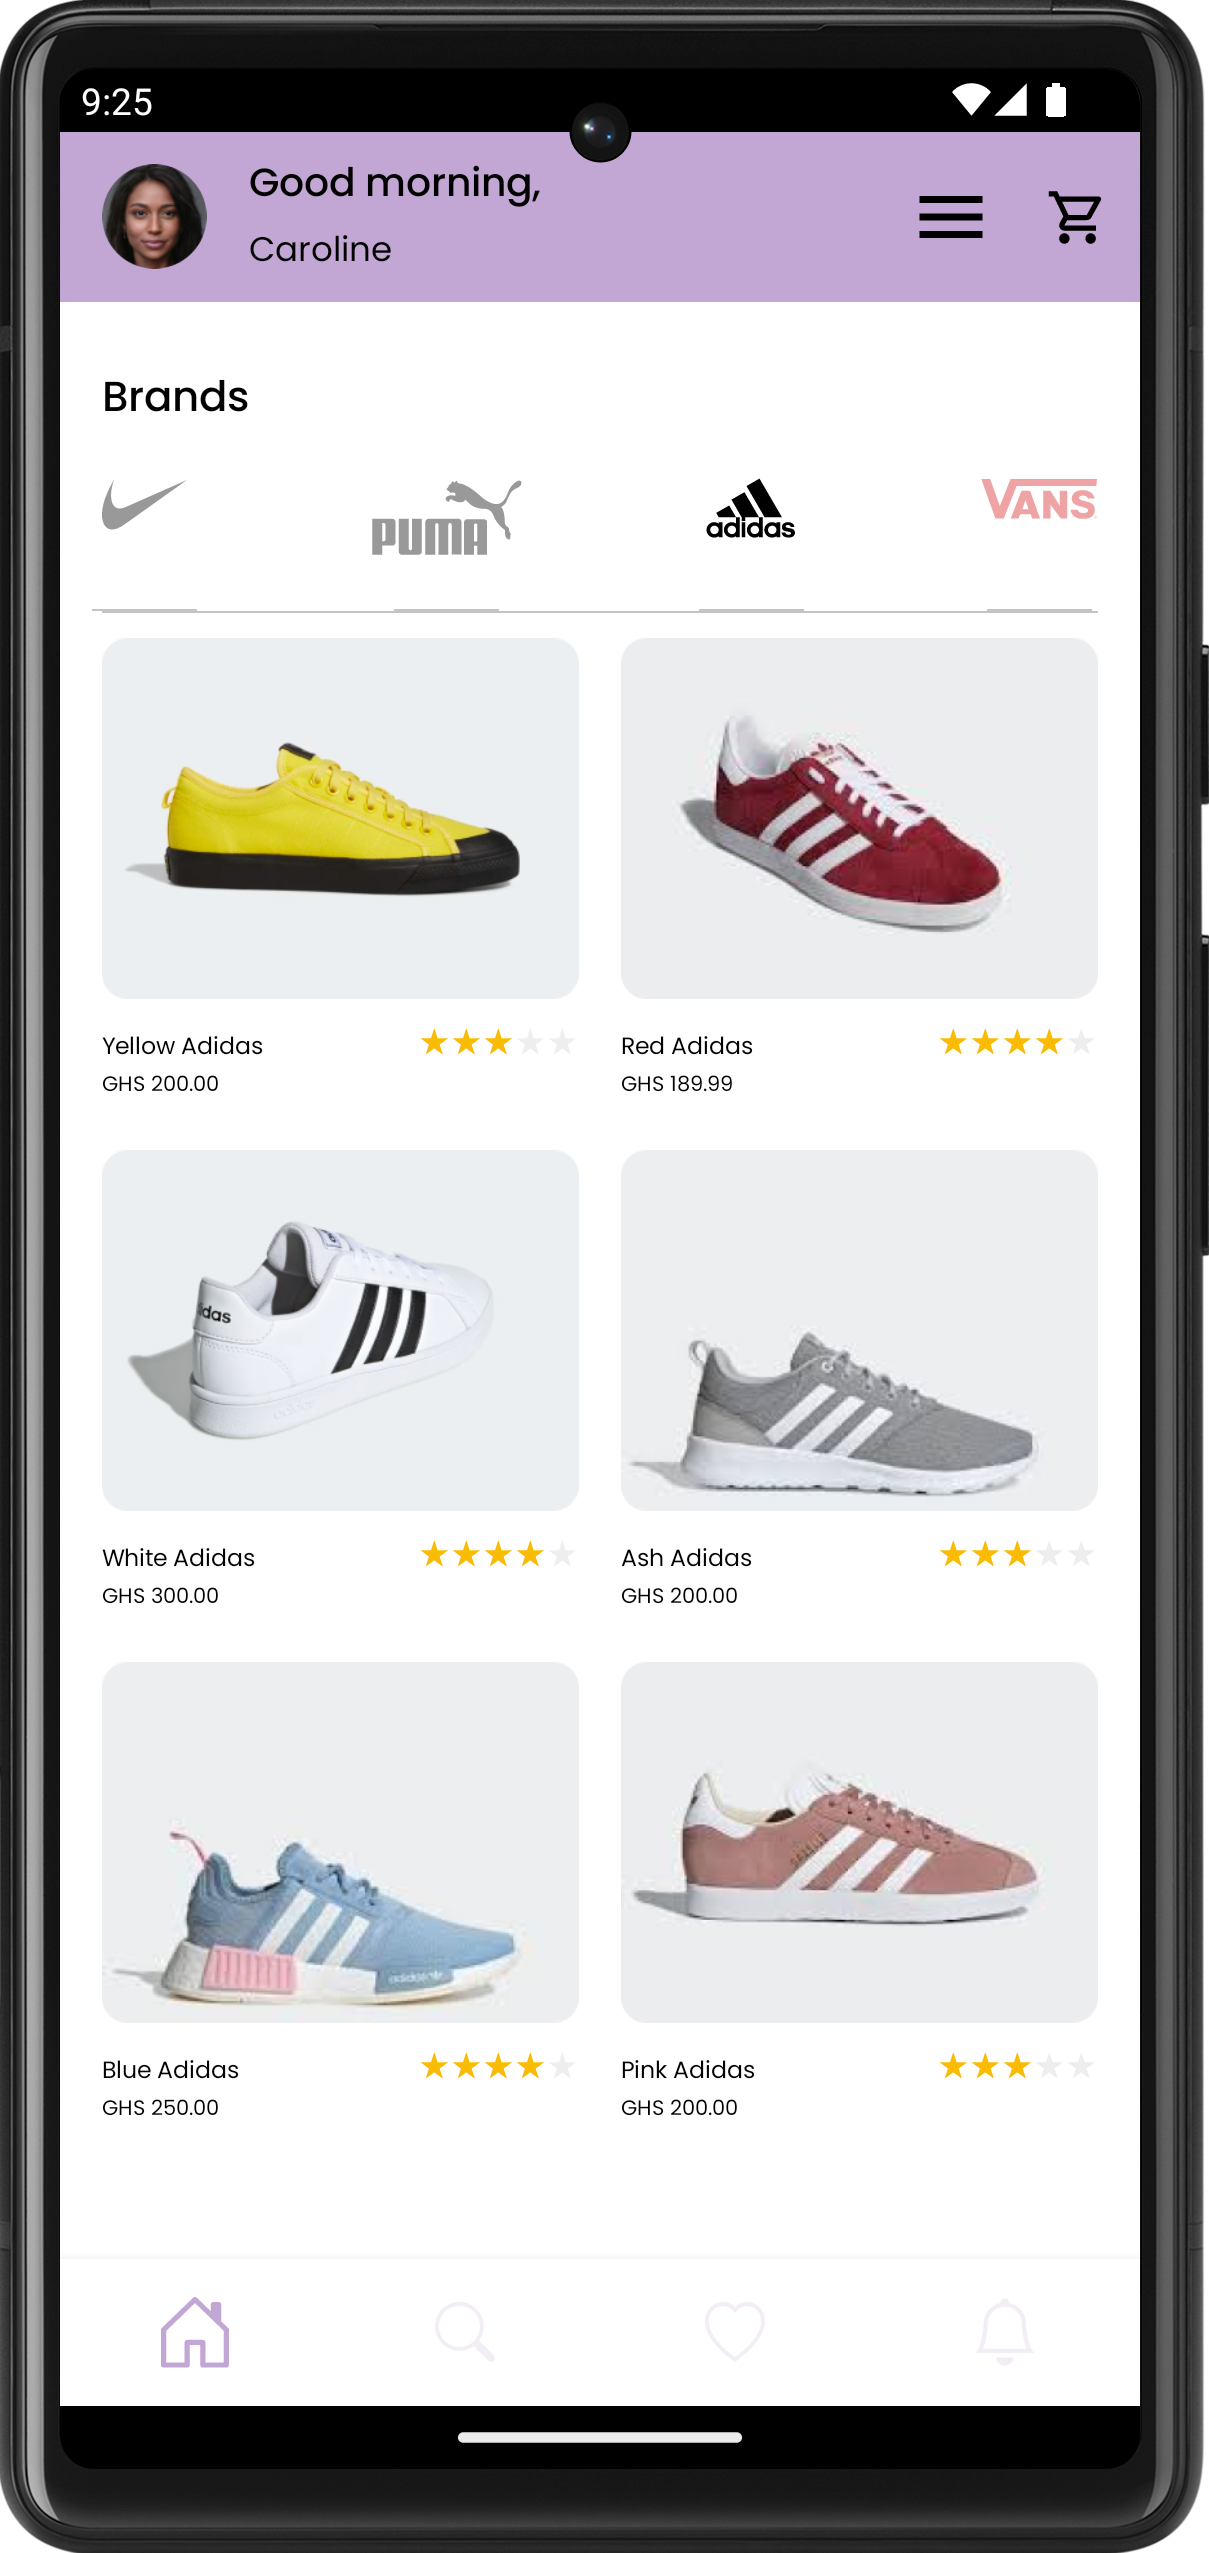 9:25
Good morning,
Caroline
Brands
PUMA
adidas
VANS
Yellow Adidas
GHS 200.00
Red Adidas
GHS 189.99
idas
White Adidas
GHS 300.00
Ash Adidas
GHS 200.00
adidas
Blue Adidas
GHS 250.00
Pink Adidas
GHS 200.00